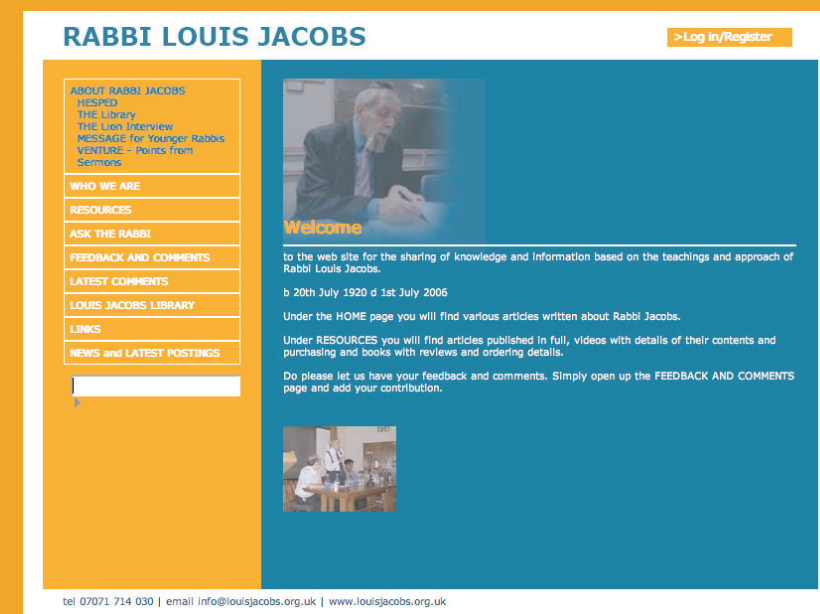 RABBI LOUIS JACOBS
>Log in/Register
ABOUT RABBI JACOBS
HESPED
THE Library
THE Lion Interview
MESSAGE for Younger Rabbis
VENTURE - Points from
Sermons
WHO WE ARE
RESOURCES
ASK THE RABBI
FEEDBACK AND COMMENTS
LATEST COMMENTS
LOUIS JACOBS LIBRARY
LINKS
NEWS and LATEST POSTINGS
Welcome
to the web site for the sharing of knowledge and information based on the teachings and approach of
Rabbi Louis Jacobs.
b 20th July 1920 d 1st July 2006
Under the HOME page you will find various articles written about Rabbi Jacobs.
Under RESOURCES you will find articles published in full, videos with details of their contents and
purchasing and books with reviews and ordering details.
Do please let us have your feedback and comments. Simply open up the FEEDBACK AND COMMENTS
page and add your contribution.
tel 07071 714 030 | email info@louisjacobs.org.uk | www.louisjacobs.org.uk